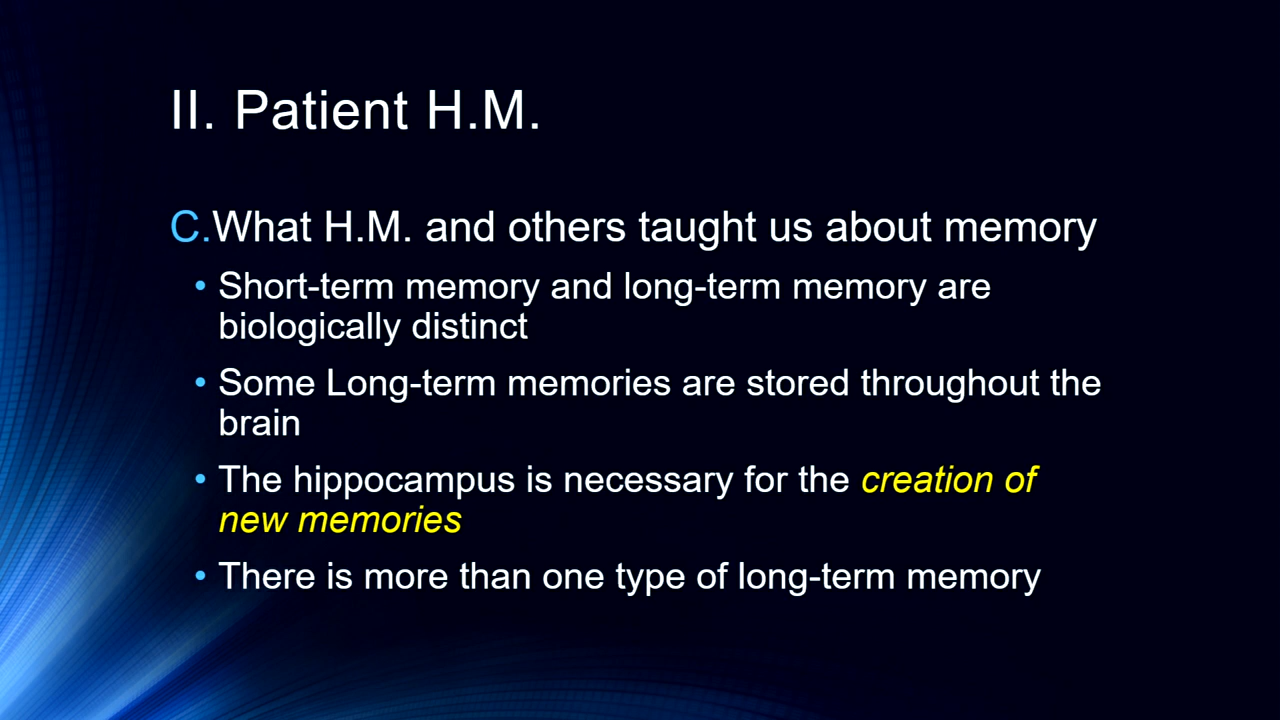 II. Patient H.M.
C.What H.M. and others taught us about memory
• Short-term memory and long-term memory are
biologically distinct
• Some Long-term memories are stored throughout the
brain
• The hippocampus is necessary for the creation of
new memories
• There is more than one type of long-term memory